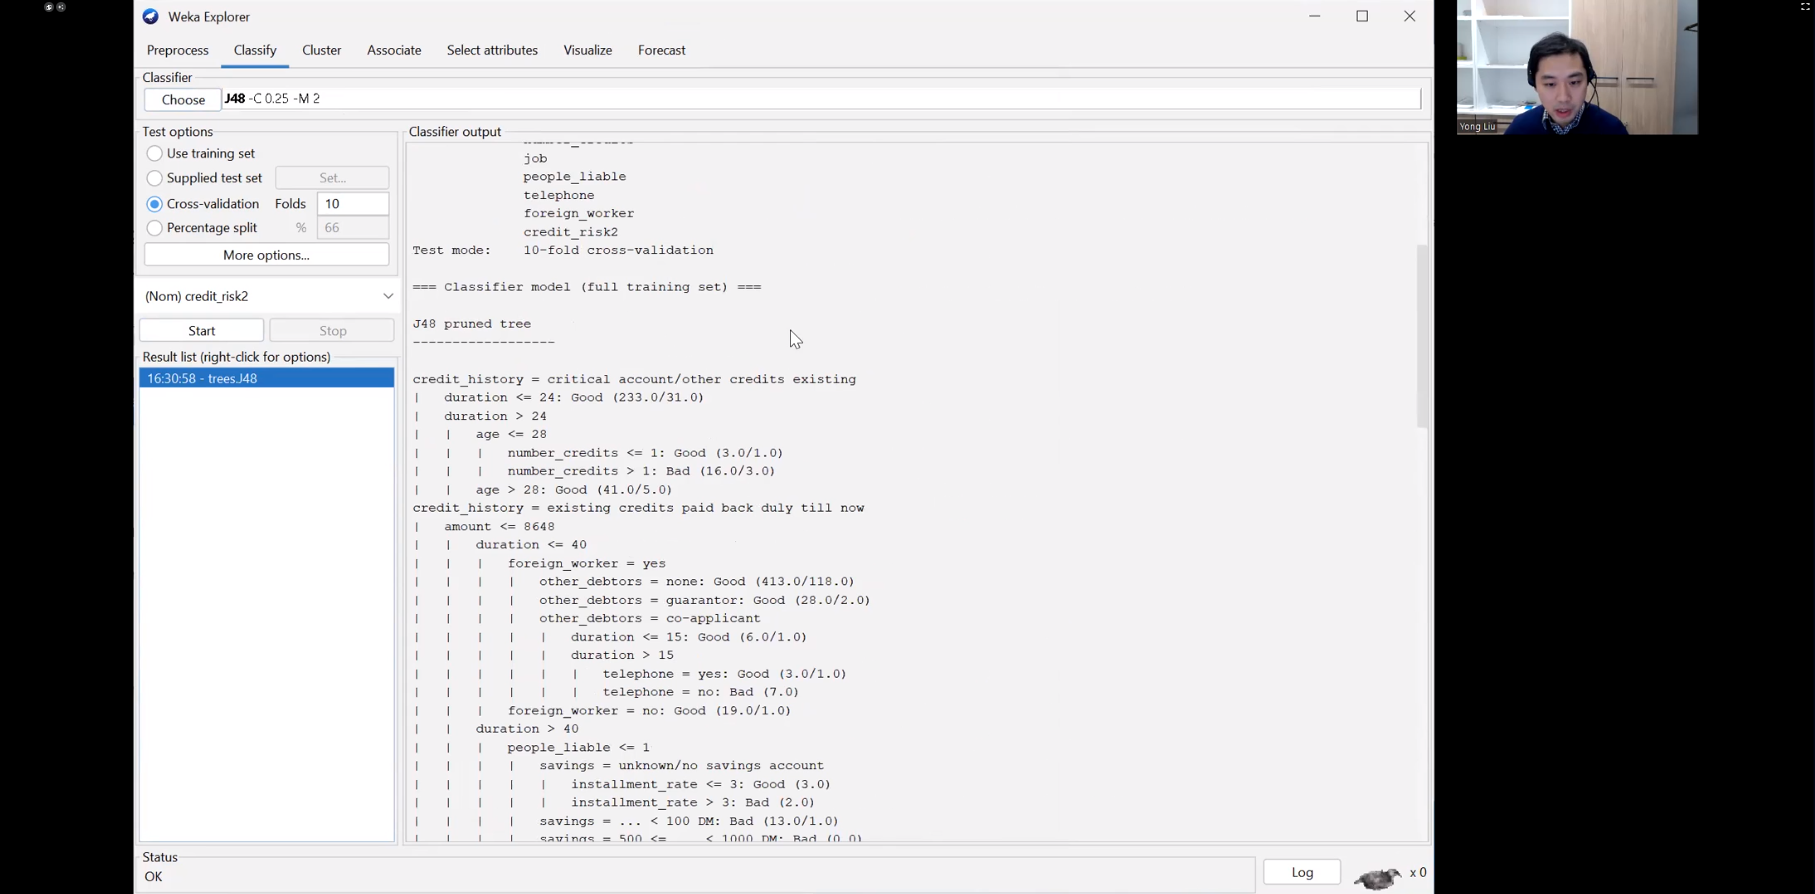 Weka Explorer
Preprocess Classify Cluster Associate Select attributes Visualize Forecast
Classifier
Choose J48 -C 0.25 -M 2
Test options
Use training set
Supplied test set Set...
Cross-validation Folds 10
Percentage split % 66
More options...
(Nom) credit_risk2
Start Stop
Result list (right-click for options)
16:30:58 - trees.J48
Classifier output
number_credits
job
people_liable
telephone
foreign_worker
credit_risk2
Test mode: 10-fold cross-validation
=== Classifier model (full training set) ===
J48 pruned tree
------------------
credit_history = critical account/other credits existing
| duration <= 24: Good (233.0/31.0)
| duration > 24
| | age <= 28
| | | number_credits <= 1: Good (3.0/1.0)
| | | number_credits > 1: Bad (16.0/3.0)
| | age > 28: Good (41.0/5.0)
credit_history = existing credits paid back duly till now
| amount <= 8648
| | duration <= 40
| | | foreign_worker = yes
| | | | other_debtors = none: Good (413.0/118.0)
| | | | other_debtors = guarantor: Good (28.0/2.0)
| | | | other_debtors = co-applicant
| | | | | duration <= 15: Good (6.0/1.0)
| | | | | duration > 15
| | | | | | telephone = yes: Good (3.0/1.0)
| | | | | | telephone = no: Bad (7.0)
| | | foreign_worker = no: Good (19.0/1.0)
| | duration > 40
| | | people_liable <= 1
| | | | savings = unknown/no savings account
| | | | | installment_rate <= 3: Good (3.0)
| | | | | installment_rate > 3: Bad (2.0)
| | | | savings = ... < 100 DM: Bad (13.0/1.0)
| | | | savings = 500 <= ... < 1000 DM: Bad (0.0)
Status
OK
Log x 0
Yong Liu